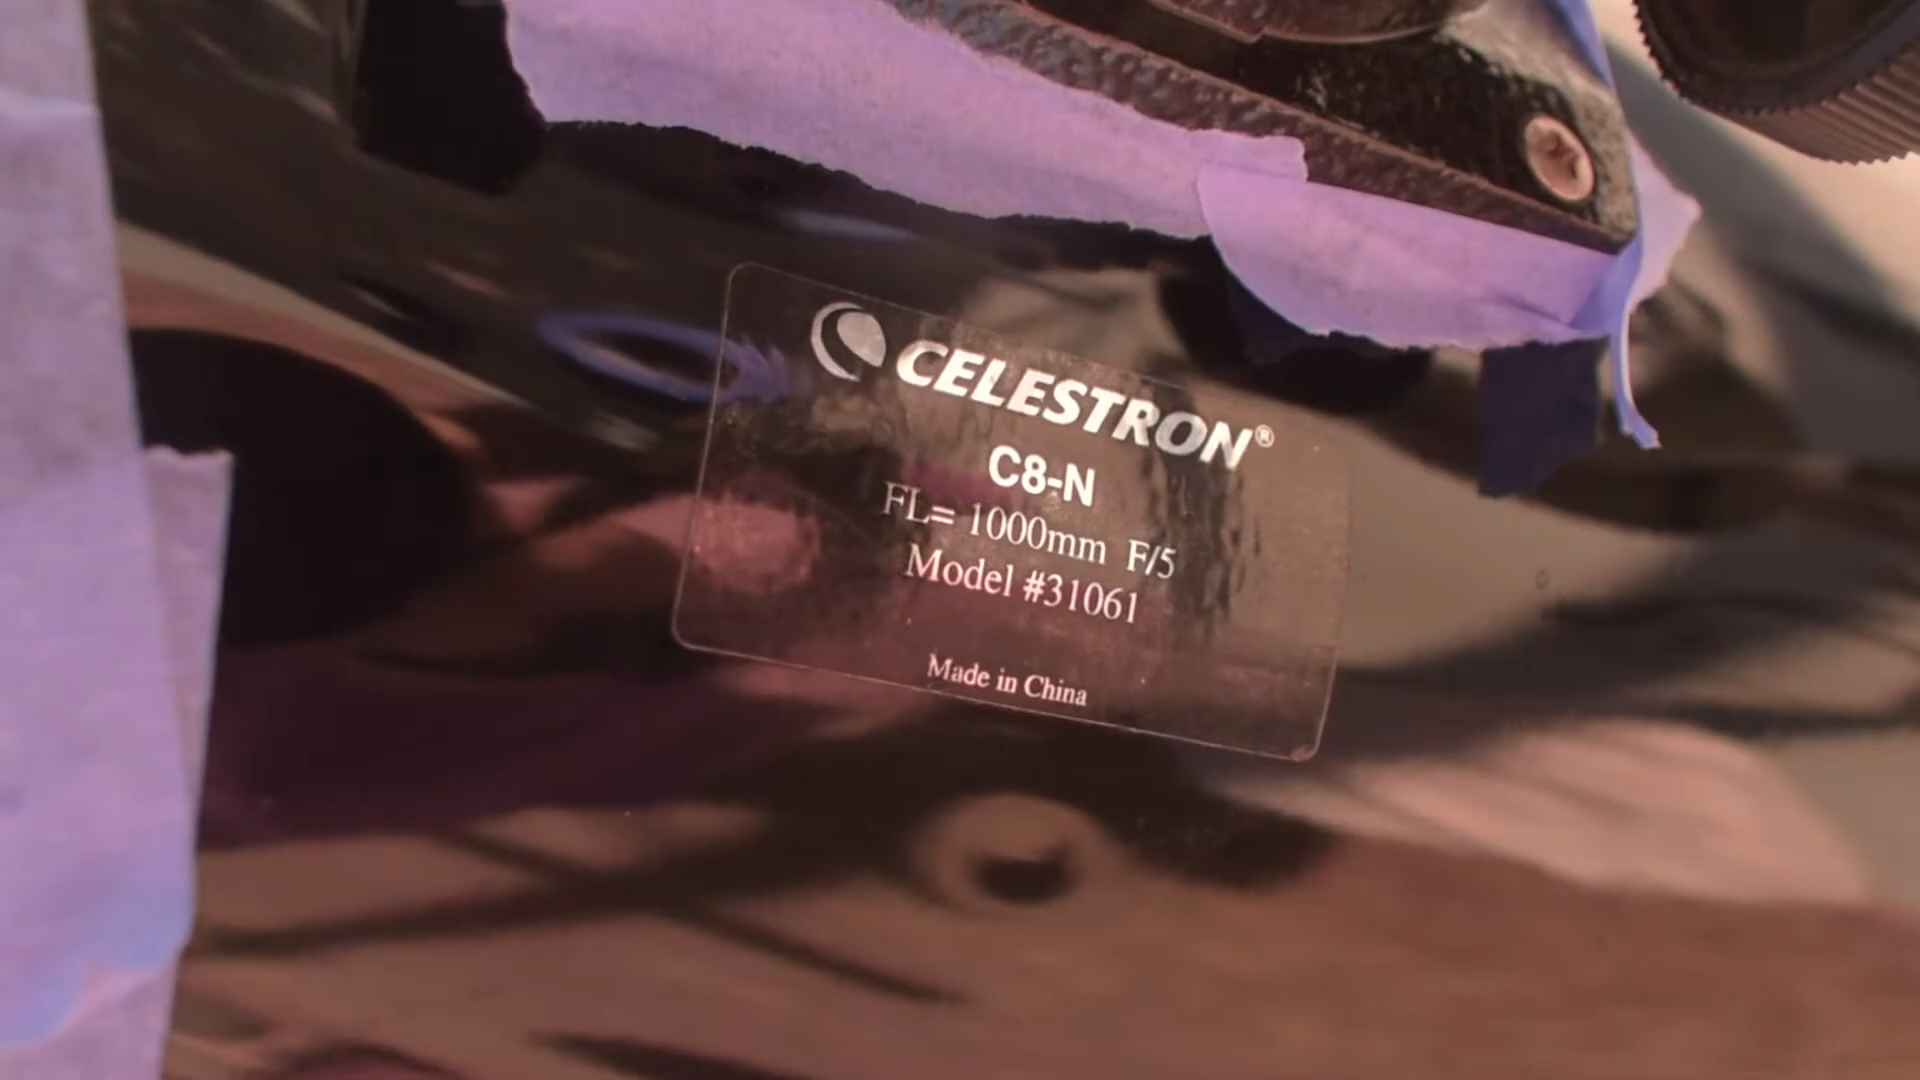 CELESTRON®
C8-N
FL= 1000mm F/5
Model #31061
Made in China